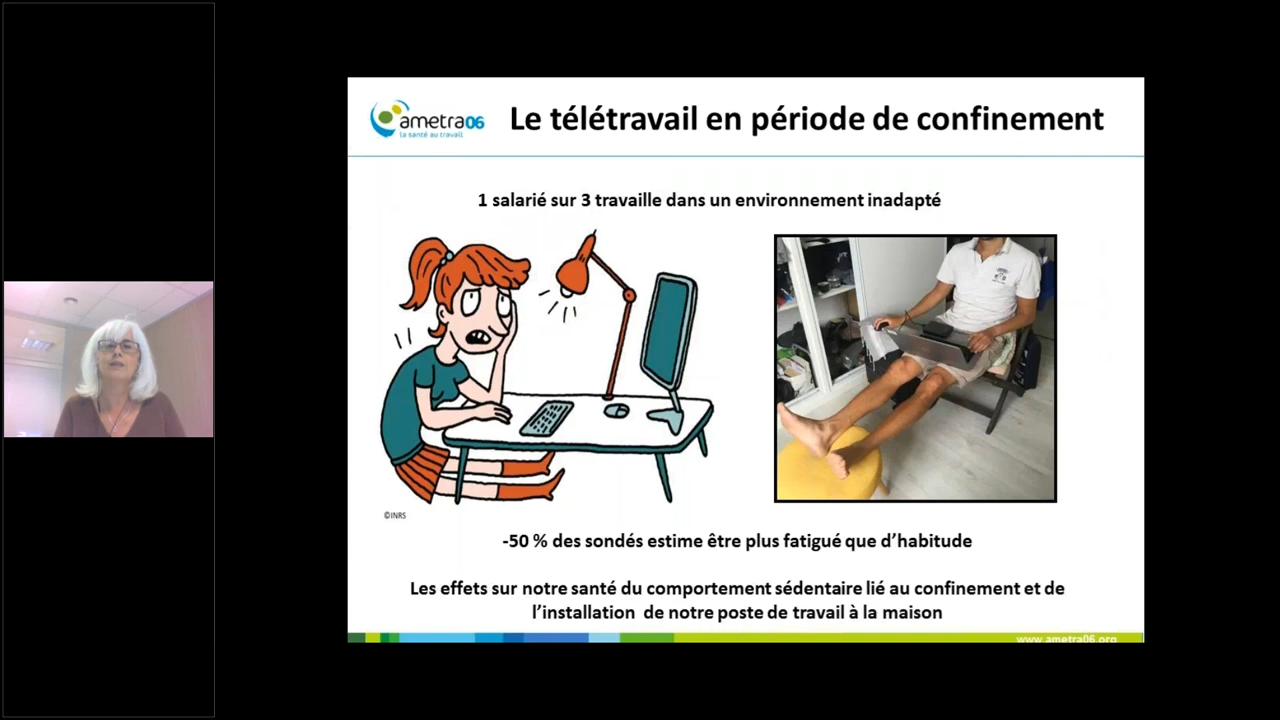 ametra06
la santé au travail
Le télétravail en période de confinement
1 salarié sur 3 travaille dans un environnement inadapté
©INRS
-50 % des sondés estime être plus fatigué que d’habitude
Les effets sur notre santé du comportement sédentaire lié au confinement et de
l’installation de notre poste de travail à la maison
www.ametra06.org